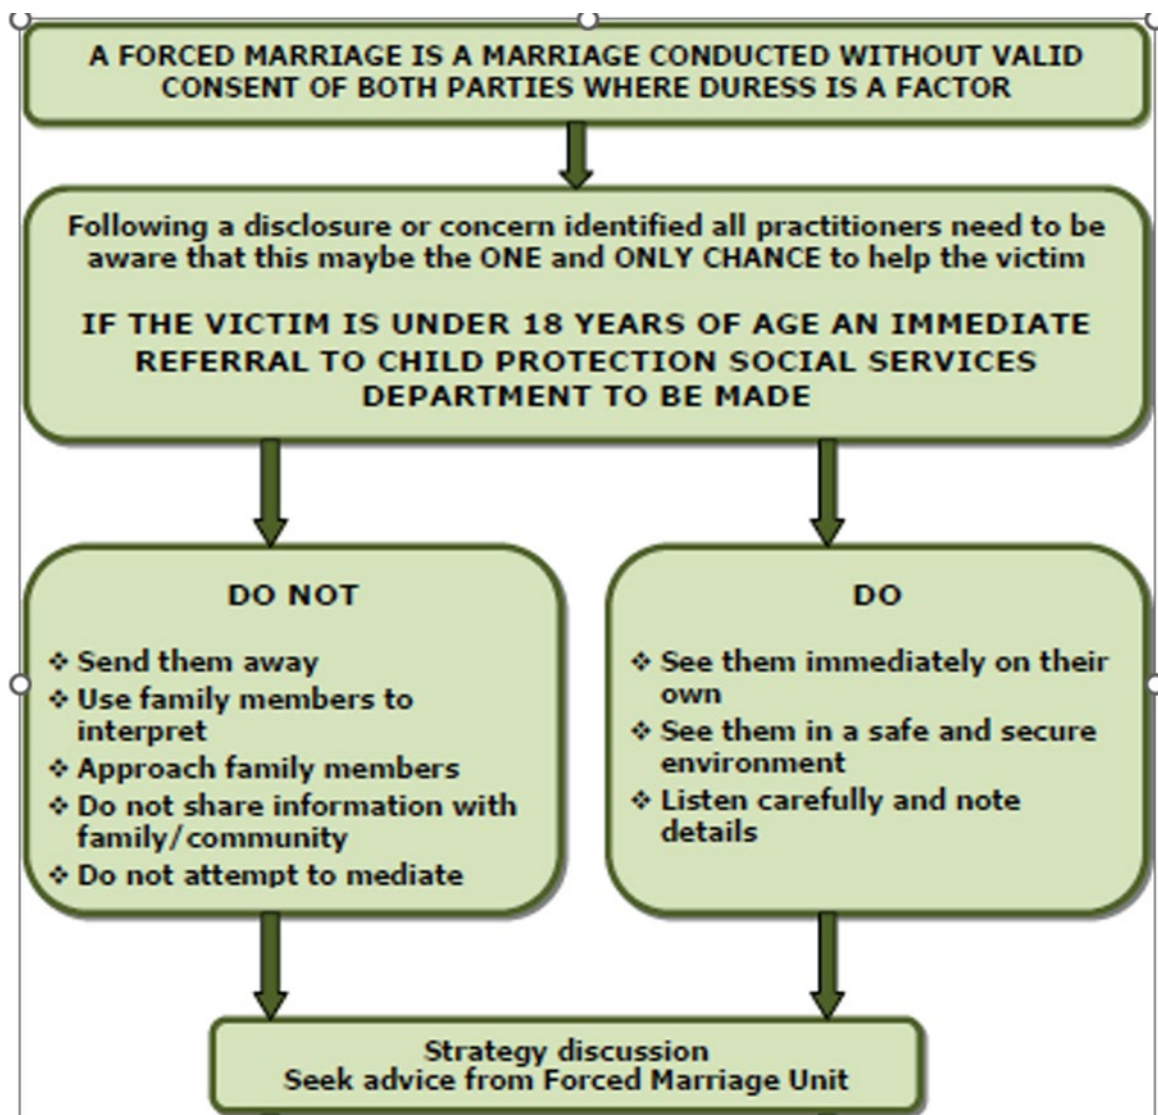 A FORCED MARRIAGE IS A MARRIAGE CONDUCTED WITHOUT VALID
CONSENT OF BOTH PARTIES WHERE DURESS IS A FACTOR
Following a disclosure or concern identified all practitioners need to be
aware that this maybe the ONE and ONLY CHANCE to help the victim
IF THE VICTIM IS UNDER 18 YEARS OF AGE AN IMMEDIATE
REFERRAL TO CHILD PROTECTION SOCIAL SERVICES
DEPARTMENT TO BE MADE
DO NOT
❖ Send them away
❖ Use family members to
interpret
❖ Approach family members
❖ Do not share information with
family/community
❖ Do not attempt to mediate
DO
❖ See them immediately on their
own
❖ See them in a safe and secure
environment
❖ Listen carefully and note
details
Strategy discussion
Seek advice from Forced Marriage Unit